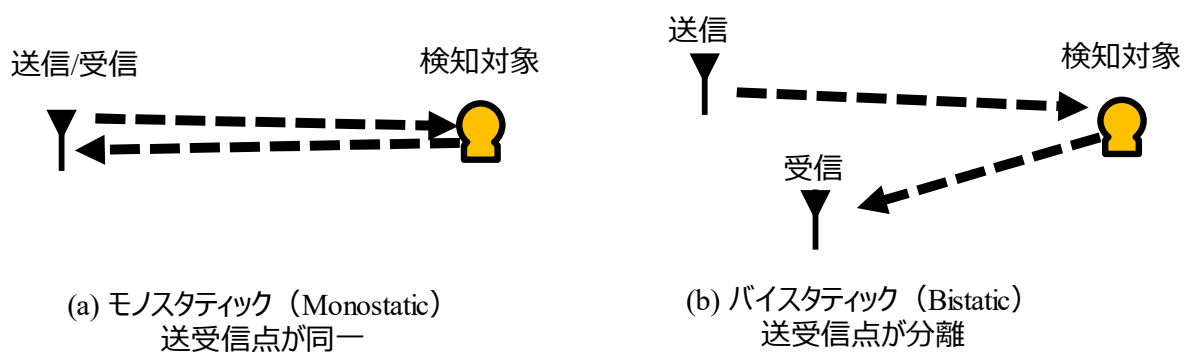 送信/受信
検知対象
(a) モノスタティック（Monostatic）
送受信点が同一
送信
検知対象
受信
(b) バイスタティック（Bistatic）
送受信点が分離